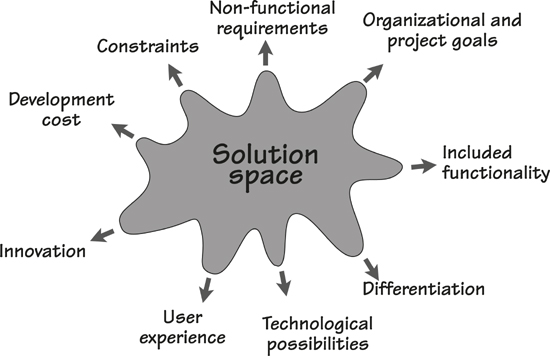 Non-functional
requirements
Organizational and
project goals
Constraints
Development
cost
Solution
space
Included
functionality
Innovation
Differentiation
User
experience
Technological
possibilities